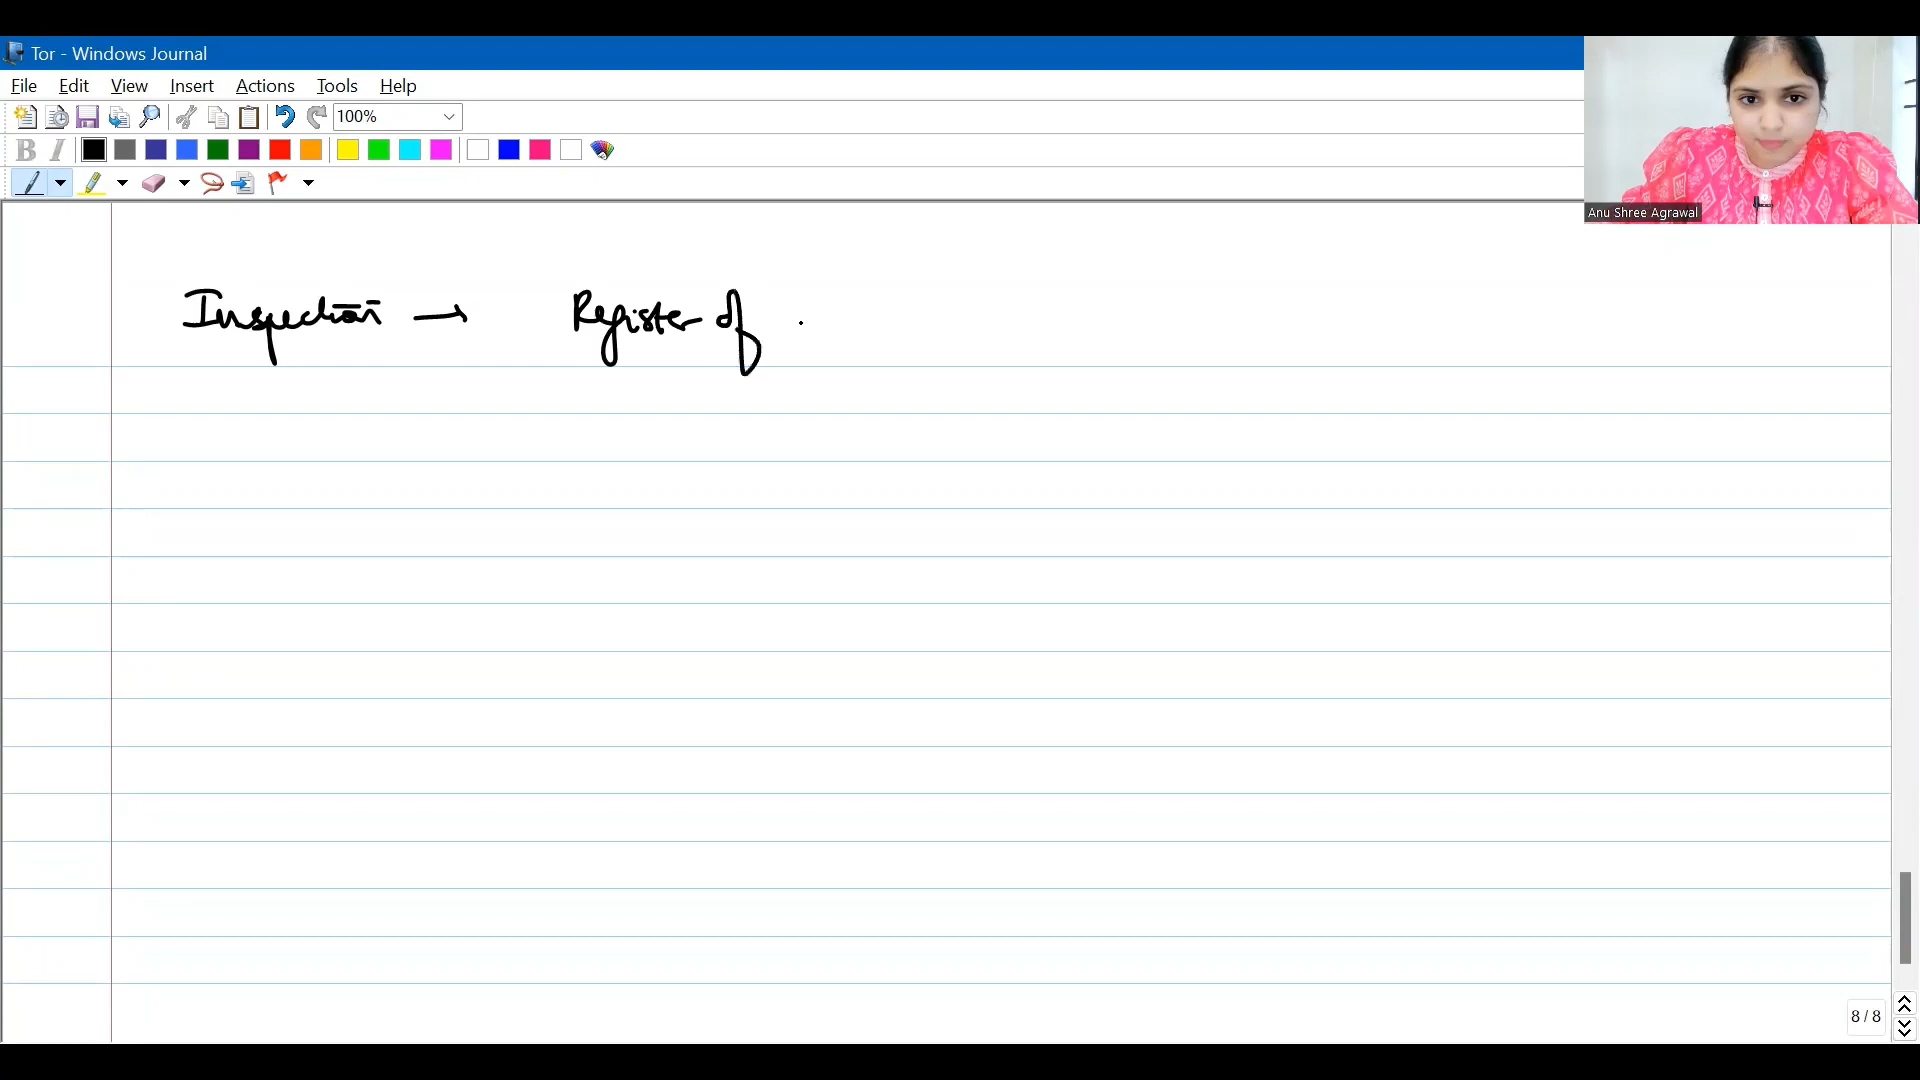 Tor - Windows Journal
File Edit View Insert Actions Tools Help
100%
B I
Anu Shree Agrawal
Inspection → Register of
8 / 8